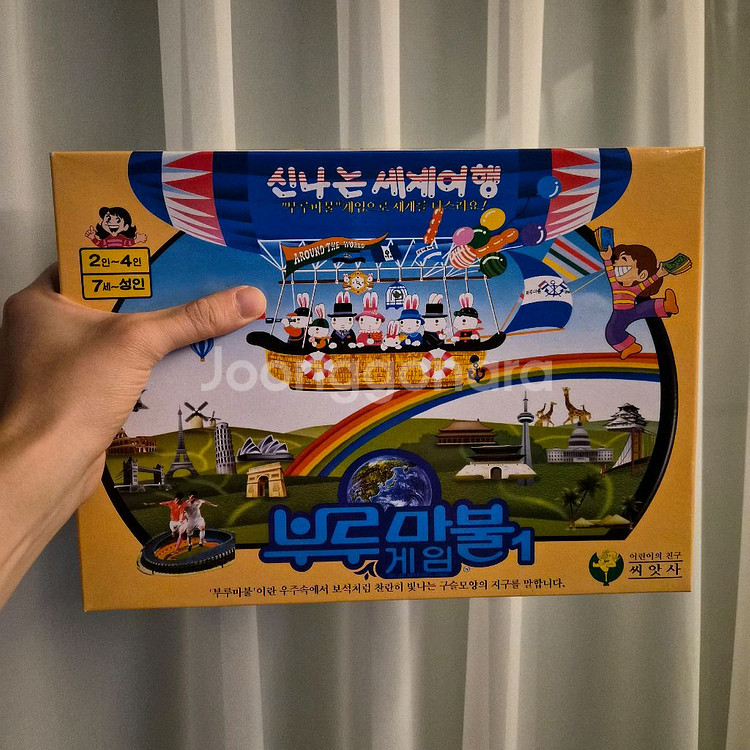 신나는 세계여행
"부루마불"게임으로 세계를 나스리요!
AROUND THE WORLD
2인~4인
7세~성인
Joonggonara
부루마불1
게임
어린이의 친구
씨앗사
'부루마불'이란 우주속에서 보석처럼 찬란히 빛나는 구슬모양의 지구를 말합니다.